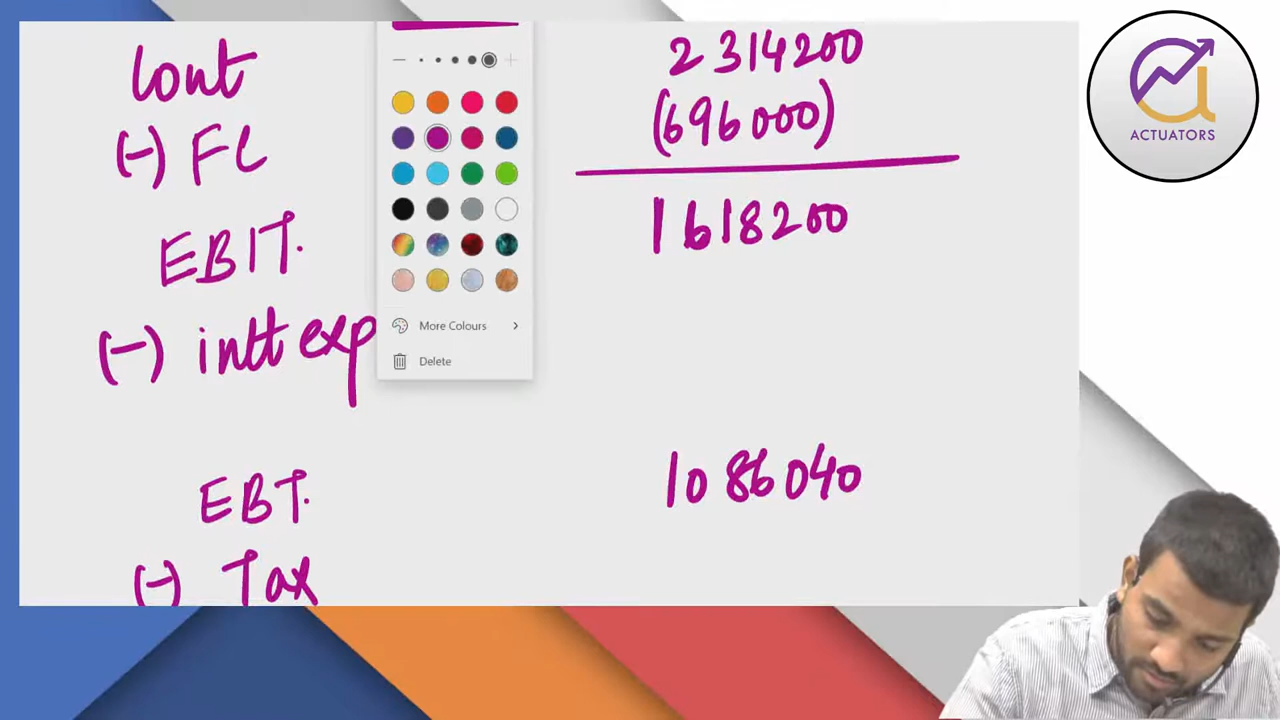 Cont 2314200
(-) FC (696000)
EBIT. 1618200
(-) intt exp
EBT. 1086040
(-) Tax
More Colours
Delete
ACTUATORS